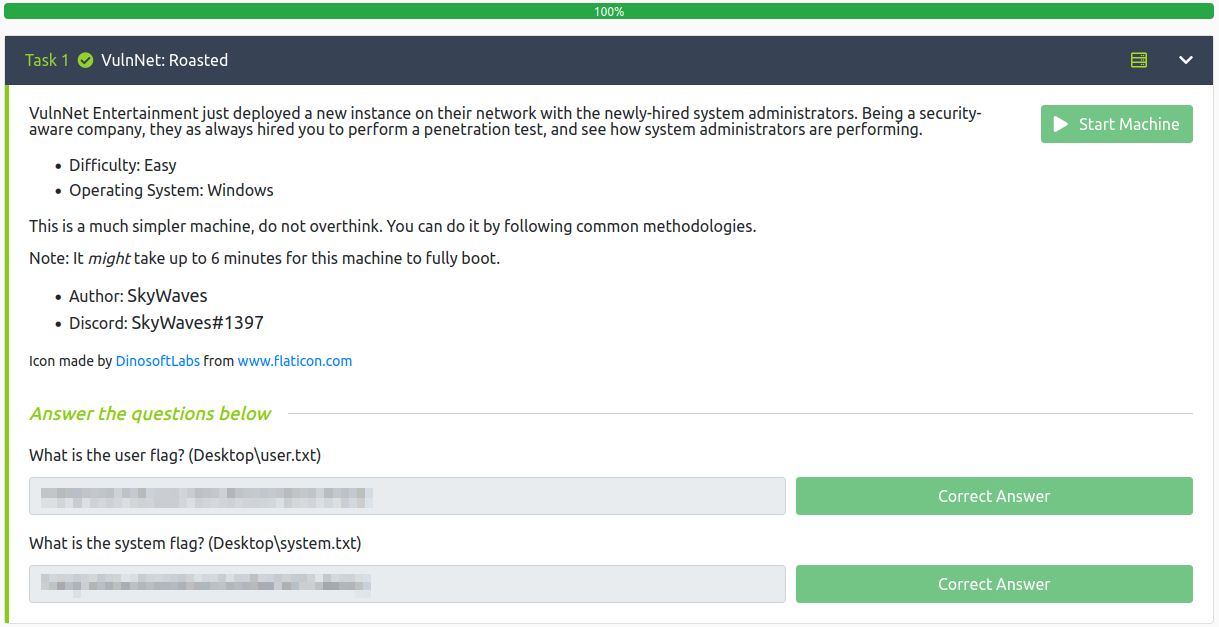 100%
Task 1 VulnNet: Roasted
VulnNet Entertainment just deployed a new instance on their network with the newly-hired system administrators. Being a security-
aware company, they as always hired you to perform a penetration test, and see how system administrators are performing.
Start Machine
• Difficulty: Easy
• Operating System: Windows
This is a much simpler machine, do not overthink. You can do it by following common methodologies.
Note: It might take up to 6 minutes for this machine to fully boot.
• Author: SkyWaves
• Discord: SkyWaves#1397
Icon made by DinosoftLabs from www.flaticon.com
Answer the questions below
What is the user flag? (Desktop\user.txt)
Correct Answer
What is the system flag? (Desktop\system.txt)
Correct Answer